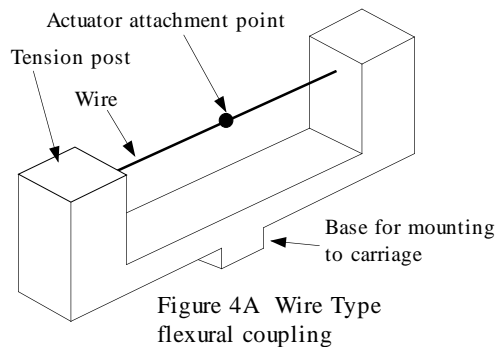 Actuator attachment point
Tension post
Wire
Base for mounting
to carriage
Figure 4A Wire Type
flexural coupling